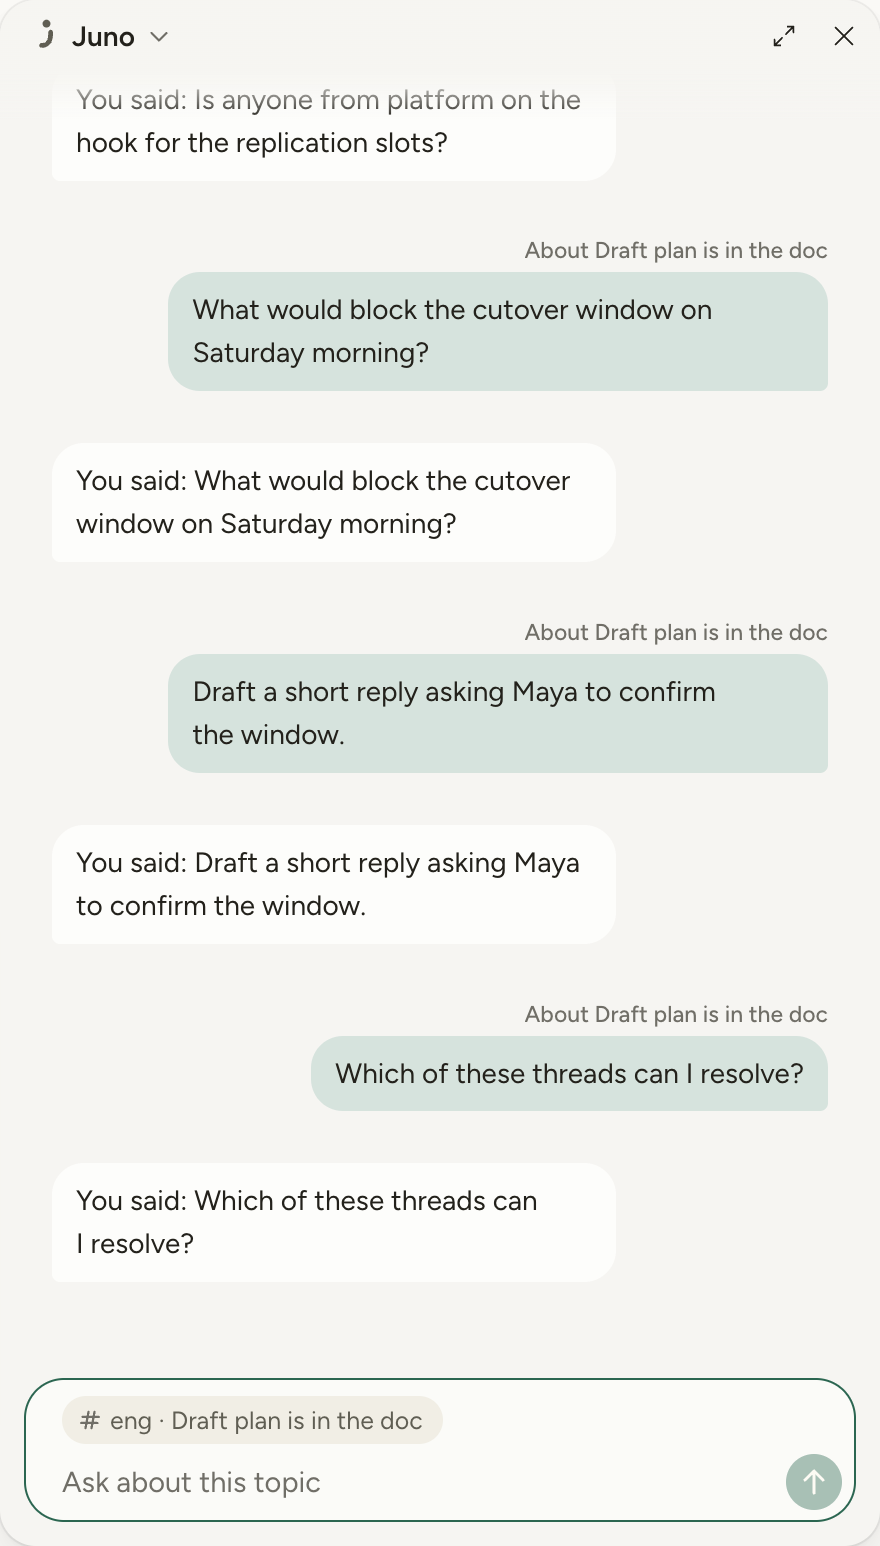 Juno
You said: Is anyone from platform on the
hook for the replication slots?
About Draft plan is in the doc
What would block the cutover window on
Saturday morning?
You said: What would block the cutover
window on Saturday morning?
About Draft plan is in the doc
Draft a short reply asking Maya to confirm
the window.
You said: Draft a short reply asking Maya
to confirm the window.
About Draft plan is in the doc
Which of these threads can I resolve?
You said: Which of these threads can
I resolve?
# eng · Draft plan is in the doc
Ask about this topic